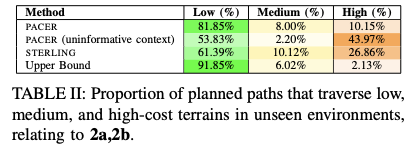 Method Low (%) Medium (%) High (%)
PACER 81.85% 8.00% 10.15%
PACER (uninformative context) 53.83% 2.20% 43.97%
STERLING 61.39% 10.12% 26.86%
Upper Bound 91.85% 6.02% 2.13%
TABLE II: Proportion of planned paths that traverse low,
medium, and high-cost terrains in unseen environments,
relating to 2a,2b.